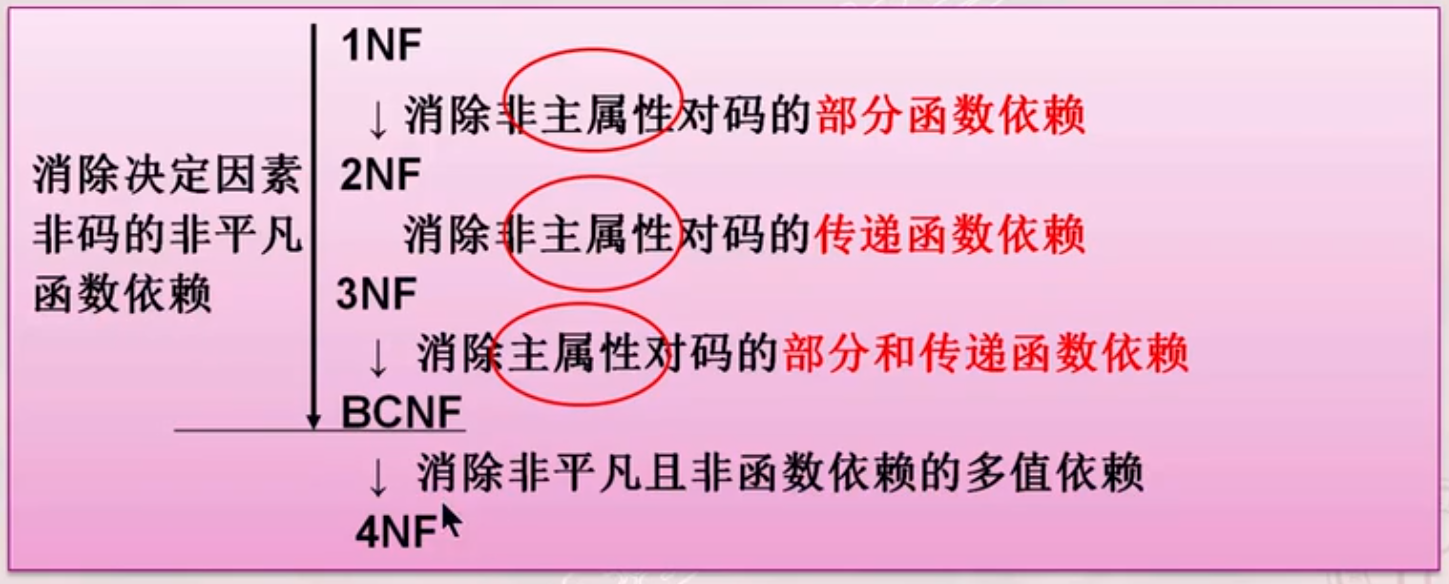 1NF
↓消除非主属性对码的部分函数依赖
消除决定因素
非码的非平凡
函数依赖
2NF
消除非主属性对码的传递函数依赖
3NF
↓ 消除主属性对码的部分和传递函数依赖
BCNF
↓ 消除非平凡且非函数依赖的多值依赖
4NF